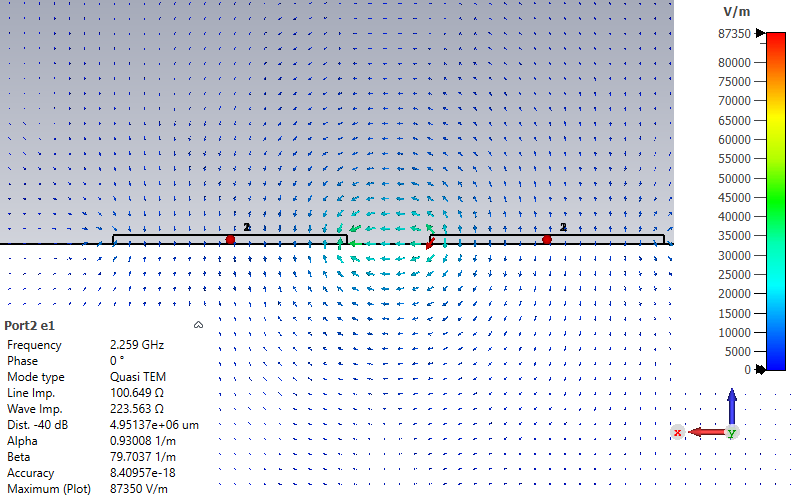 V/m
87350
80000
75000
70000
65000
60000
55000
50000
45000
40000
35000
30000
25000
20000
15000
10000
5000
0
2
2
Port2 e1
Frequency 2.259 GHz
Phase 0 °
Mode type Quasi TEM
Line Imp. 100.649 Ω
Wave Imp. 223.563 Ω
Dist. -40 dB 4.95137e+06 um
Alpha 0.93008 1/m
Beta 79.7037 1/m
Accuracy 8.40957e-18
Maximum (Plot) 87350 V/m
x
y